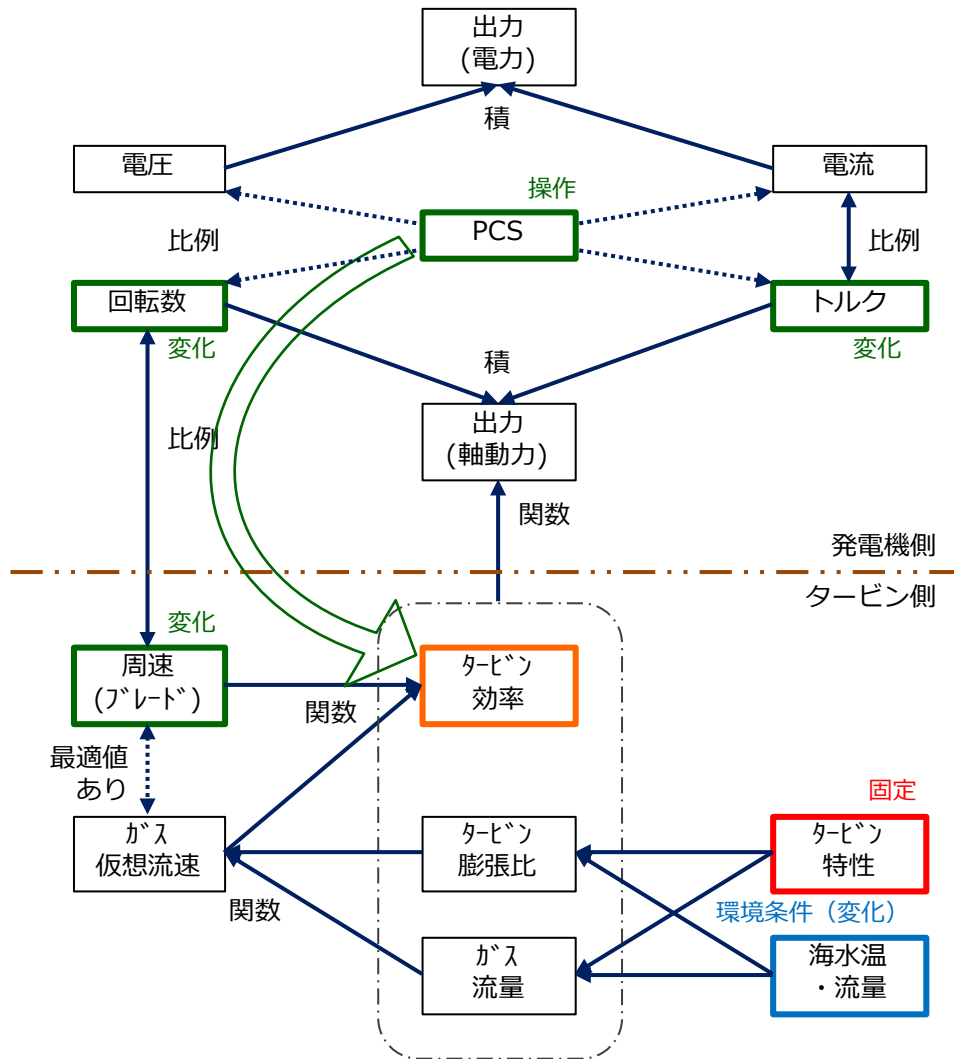 出力
(電力)
積
電圧
電流
操作
PCS
比例
比例
回転数
トルク
変化
変化
積
出力
(軸動力)
比例
関数
発電機側
タービン側
変化
周速
(ﾌﾞﾚｰﾄﾞ)
ﾀｰﾋﾞﾝ
効率
関数
最適値
あり
固定
ｶﾞｽ
仮想流速
ﾀｰﾋﾞﾝ
膨張比
ﾀｰﾋﾞﾝ
特性
関数
環境条件（変化）
ｶﾞｽ
流量
海水温
・流量